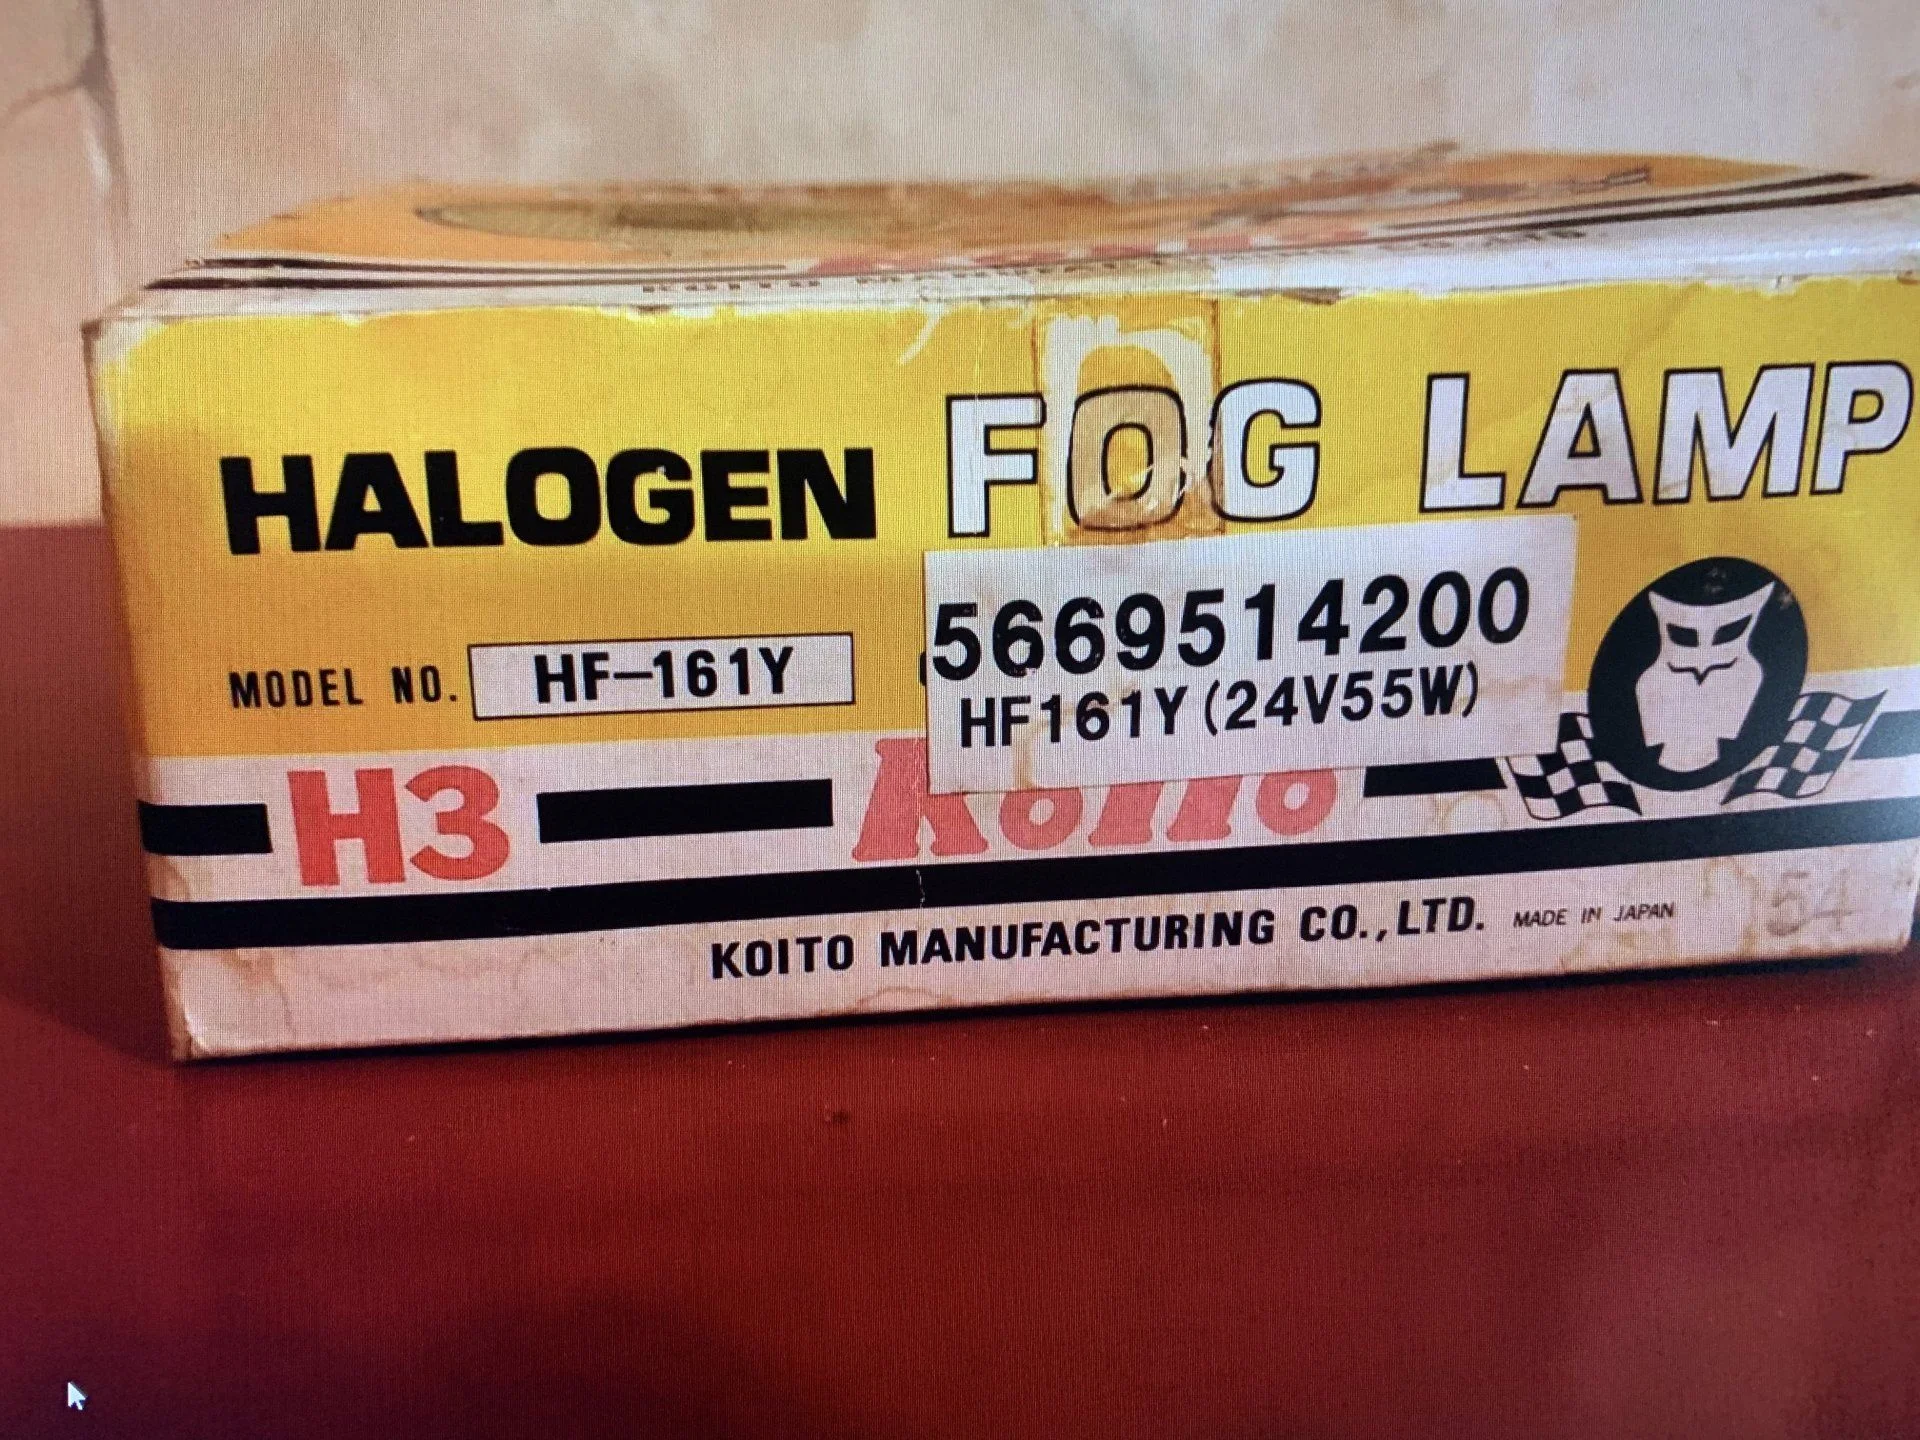 HALOGEN FOG LAMP
5669514200
MODEL NO. HF-161Y
HF161Y(24V55W)
H3 Koito
KOITO MANUFACTURING CO.,LTD. MADE IN JAPAN
54